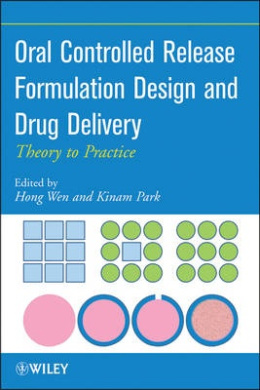 Oral Controlled Release
Formulation Design and
Drug Delivery
Theory to Practice
Edited by
Hong Wen and Kinam Park
WILEY